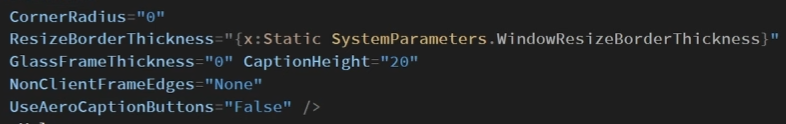 CornerRadius="0"
ResizeBorderThickness="{x:Static SystemParameters.WindowResizeBorderThickness}"
GlassFrameThickness="0" CaptionHeight="20"
NonClientFrameEdges="None"
UseAeroCaptionButtons="False" />